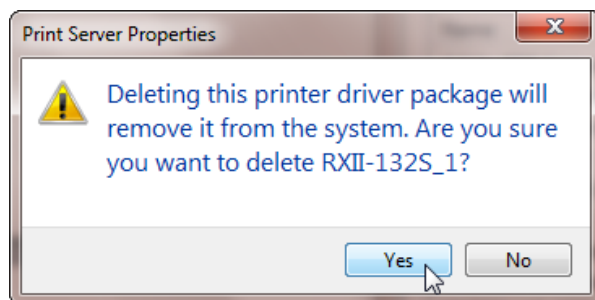 Print Server Properties
Deleting this printer driver package will
remove it from the system. Are you sure
you want to delete RXII-132S_1?
Yes No